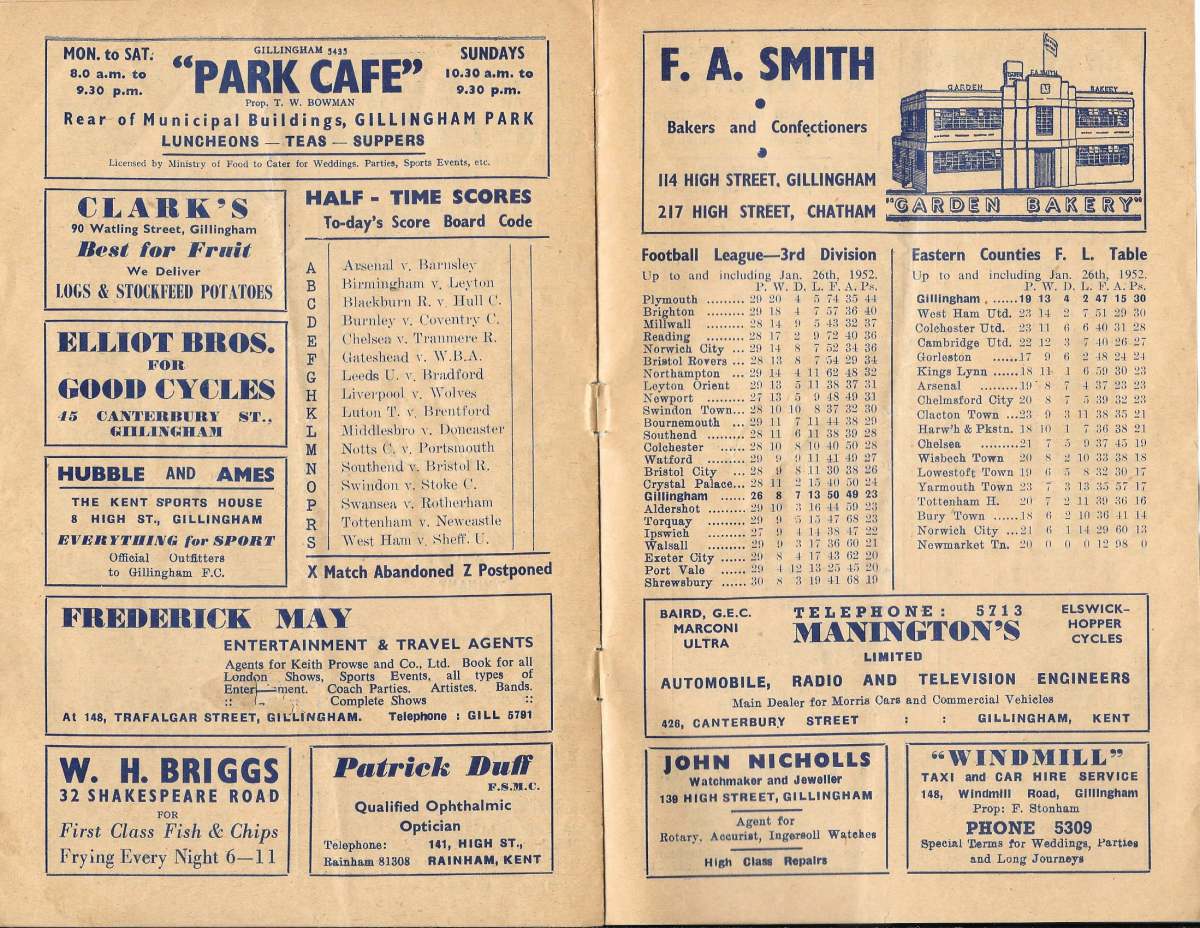 GILLINGHAM 5435
MON. to SAT. "PARK CAFE" SUNDAYS
8.0 a.m. to 10.30 a.m. to
9.30 p.m. Prop. T. W. BOWMAN 9.30 p.m.
Rear of Municipal Buildings, GILLINGHAM PARK
LUNCHEONS — TEAS — SUPPERS
Licensed by Ministry of Food to Cater for Weddings. Parties, Sports Events, etc.
CLARK'S
90 Watling Street, Gillingham
Best for Fruit
We Deliver
LOGS & STOCKFEED POTATOES
ELLIOT BROS.
FOR
GOOD CYCLES
45 CANTERBURY ST.,
GILLINGHAM
HUBBLE AND AMES
THE KENT SPORTS HOUSE
8 HIGH ST., GILLINGHAM
EVERYTHING for SPORT
Official Outfitters
to Gillingham F.C.
HALF - TIME SCORES
To-day's Score Board Code
A Arsenal v. Barnsley
B Birmingham v. Leyton
C Blackburn R. v. Hull C.
D Burnley v. Coventry C.
E Chelsea v. Tranmere R.
F Gateshead v. W.B.A.
G Leeds U. v. Bradford
H Liverpool v. Wolves
K Luton T. v. Brentford
L Middlesbro v. Doncaster
M Notts C. v. Portsmouth
N Southend v. Bristol R.
O Swindon v. Stoke C.
P Swansea v. Rotherham
R Tottenham v. Newcastle
S West Ham v. Sheff. U.
X Match Abandoned Z Postponed
FREDERICK MAY
ENTERTAINMENT & TRAVEL AGENTS
Agents for Keith Prowse and Co., Ltd. Book for all
London Shows, Sports Events, all types of
Entertainment. Coach Parties. Artistes. Bands.
:: Complete Shows ::
At 148, TRAFALGAR STREET, GILLINGHAM. Telephone : GILL 5791
W. H. BRIGGS
32 SHAKESPEARE ROAD
FOR
First Class Fish & Chips
Frying Every Night 6—11
Patrick Duff
F.S.M.C.
Qualified Ophthalmic
Optician
Telephone: 141, HIGH ST.,
Rainham 81308 RAINHAM, KENT
F. A. SMITH
Bakers and Confectioners
114 HIGH STREET. GILLINGHAM
217 HIGH STREET, CHATHAM
F.A. SMITH
GARDEN BAKERY
"GARDEN BAKERY"
Football League—3rd Division
Up to and including Jan. 26th, 1952.
P. W. D. L. F. A. Ps.
Plymouth ......... 29 20 4 5 74 35 44
Brighton ......... 29 18 4 7 57 36 40
Millwall ......... 28 14 9 5 43 32 37
Reading ......... 28 17 2 9 72 40 36
Norwich City ... 29 14 8 7 52 34 36
Bristol Rovers ... 28 13 8 7 54 29 34
Northampton ... 29 14 4 11 62 48 32
Leyton Orient 29 13 5 11 38 37 31
Newport ......... 27 13 5 9 48 49 31
Swindon Town... 28 10 10 8 37 32 30
Bournemouth ... 29 11 7 11 44 38 29
Southend ......... 28 11 6 11 38 39 28
Colchester ...... 28 10 8 10 40 50 28
Watford ......... 29 9 9 11 41 49 27
Bristol City ... 28 9 8 11 30 38 26
Crystal Palace... 28 11 2 15 40 50 24
Gillingham ...... 26 8 7 13 50 49 23
Aldershot ...... 29 10 3 16 44 59 23
Torquay ......... 29 9 5 15 47 68 23
Ipswich ......... 27 9 4 14 38 47 22
Walsall ......... 29 9 3 17 36 60 21
Exeter City ...... 29 8 4 17 43 62 20
Port Vale ...... 29 4 12 13 25 45 20
Shrewsbury ...... 30 8 3 19 41 68 19
Eastern Counties F. L. Table
Up to and including Jan. 26th, 1952.
P. W. D. L. F. A. Ps.
Gillingham ......19 13 4 2 47 15 30
West Ham Utd. 23 14 2 7 51 29 30
Colchester Utd. 23 11 6 6 40 31 28
Cambridge Utd. 22 12 3 7 40 26 27
Gorleston ......17 9 6 2 48 24 24
Kings Lynn ......18 11 1 6 59 30 23
Arsenal .........19 8 7 4 37 23 23
Chelmsford City 20 8 7 5 39 32 23
Clacton Town ...23 9 3 11 38 35 21
Harw'h & Pkstn. 18 10 1 7 36 38 21
Chelsea .........21 7 5 9 37 45 19
Wisbech Town 20 8 2 10 33 38 18
Lowestoft Town 19 6 5 8 32 30 17
Yarmouth Town 23 7 3 13 35 57 17
Tottenham H. 20 7 2 11 39 36 16
Bury Town ......18 6 2 10 36 41 14
Norwich City ...21 6 1 14 29 60 13
Newmarket Tn. 20 0 0 0 12 98 0
BAIRD, G.E.C. TELEPHONE: 5713 ELSWICK-
MARCONI MANINGTON'S HOPPER
ULTRA LIMITED CYCLES
AUTOMOBILE, RADIO AND TELEVISION ENGINEERS
Main Dealer for Morris Cars and Commercial Vehicles
426, CANTERBURY STREET : : GILLINGHAM, KENT
JOHN NICHOLLS
Watchmaker and Jeweller
139 HIGH STREET, GILLINGHAM
Agent for
Rotary, Accurist, Ingersoll Watches
High Class Repairs
"WINDMILL"
TAXI and CAR HIRE SERVICE
148, Windmill Road, Gillingham
Prop: F. Stonham
PHONE 5309
Special Terms for Weddings, Parties
and Long Journeys